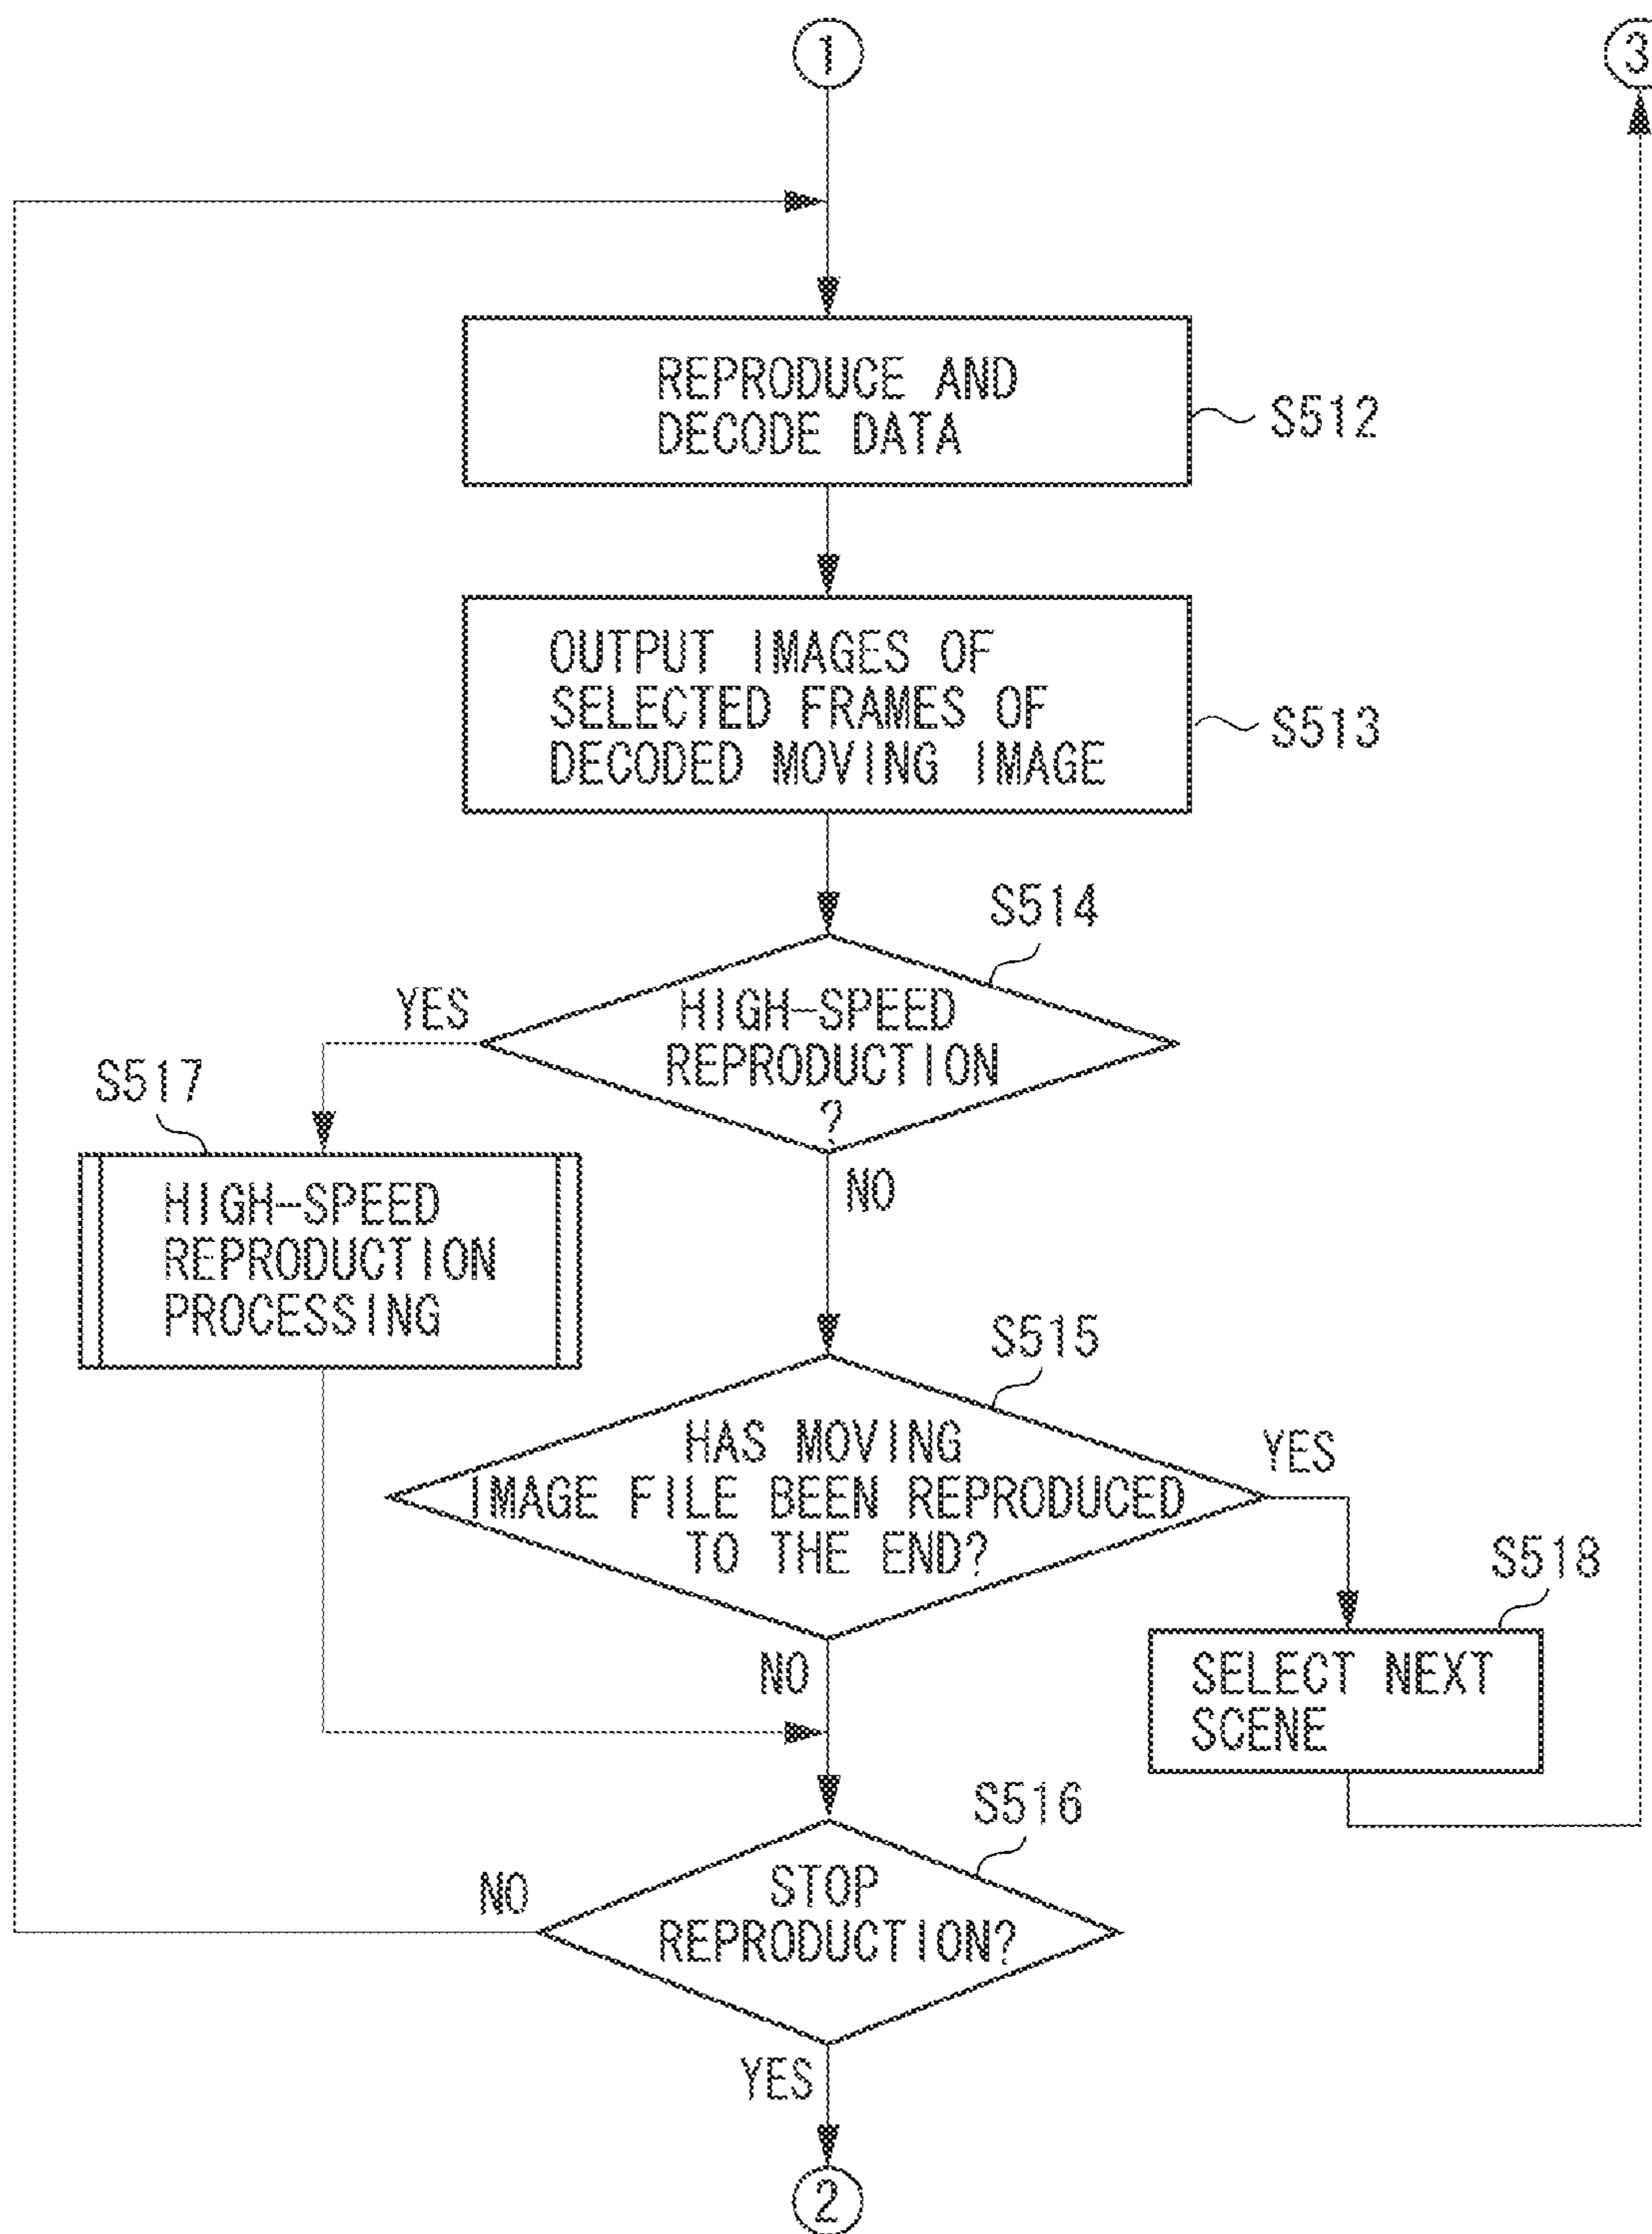 1
3
REPRODUCE AND
DECODE DATA
S512
OUTPUT IMAGES OF
SELECTED FRAMES OF
DECODED MOVING IMAGE
S513
S514
YES
HIGH-SPEED
REPRODUCTION
?
S517
NO
HIGH-SPEED
REPRODUCTION
PROCESSING
S515
HAS MOVING
IMAGE FILE BEEN REPRODUCED
TO THE END?
YES
S518
NO
SELECT NEXT
SCENE
S516
NO
STOP
REPRODUCTION?
YES
2